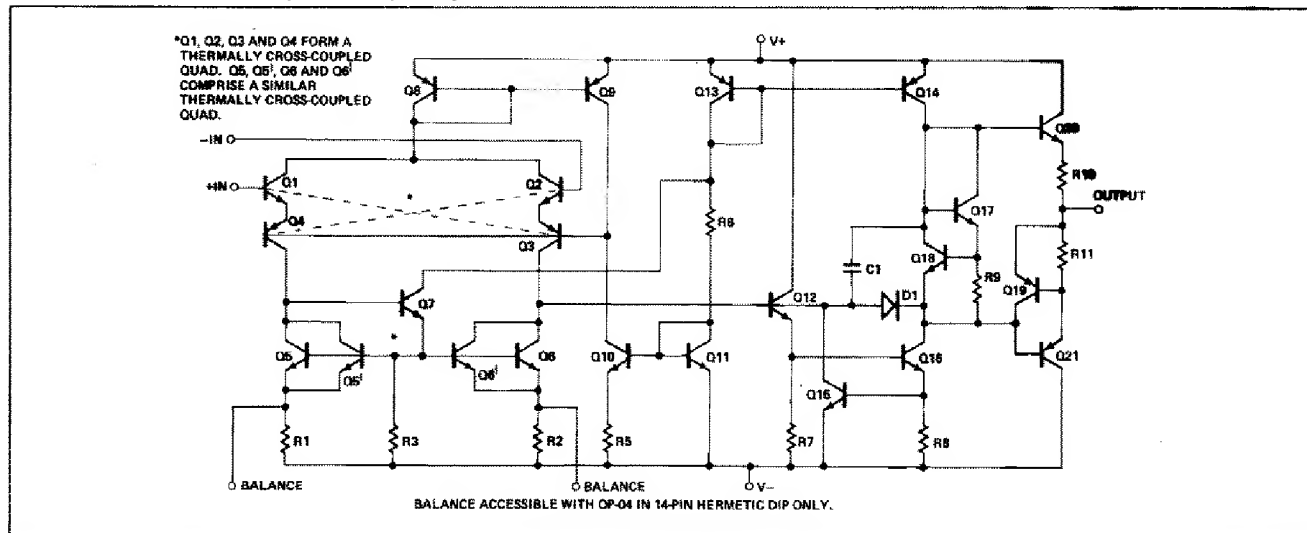 *Q1, Q2, Q3 AND Q4 FORM A
THERMALLY CROSS-COUPLED
QUAD. Q5, Q5', Q6 AND Q6'
COMPRISE A SIMILAR
THERMALLY CROSS-COUPLED
QUAD.
V+
Q8
Q9
Q13
Q14
Q20
–IN
+IN
Q1
Q2
R10
*
OUTPUT
Q4
Q3
R6
Q17
C1
Q18
R11
R9
Q7
Q12
D1
Q19
*
Q5
Q5'
Q6'
Q6
Q10
Q11
Q16
Q21
Q15
R1
R3
R2
R5
R7
R8
BALANCE
BALANCE
V–
BALANCE ACCESSIBLE WITH OP-04 IN 14-PIN HERMETIC DIP ONLY.